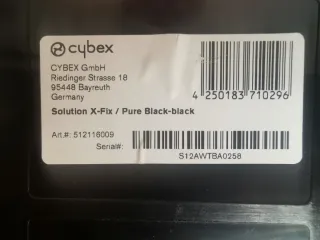 cybex
CYBEX GmbH
Riedinger Strasse 18
95448 Bayreuth
Germany
4 250183 710296
Solution X-Fix / Pure Black-black
Art.#: 512116009
Serial#:
S12AWTBA0258